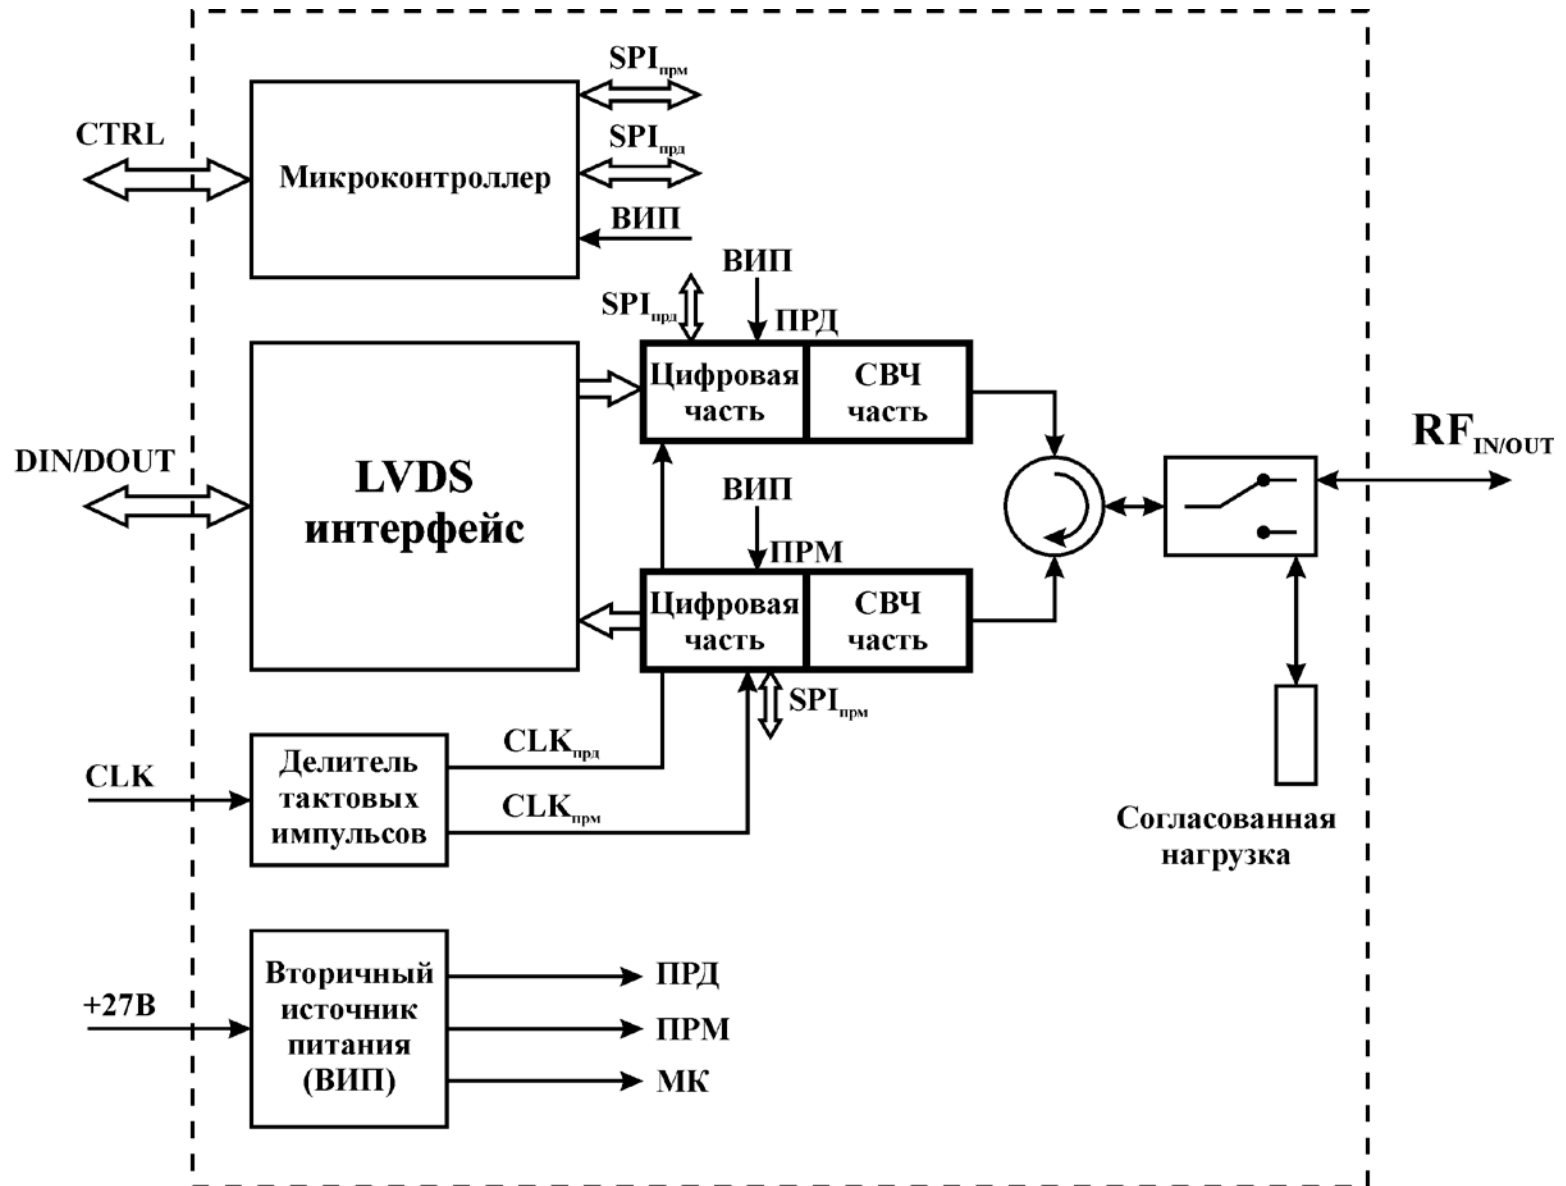 SPIпрм
CTRL
SPIпрд
Микроконтроллер
ВИП
ВИП
SPIпрд
ПРД
Цифровая
часть
СВЧ
часть
DIN/DOUT
LVDS
интерфейс
RFIN/OUT
ВИП
ПРМ
Цифровая
часть
СВЧ
часть
SPIпрм
CLK
Делитель
тактовых
импульсов
CLKпрд
CLKпрм
Согласованная
нагрузка
+27В
Вторичный
источник
питания
(ВИП)
ПРД
ПРМ
МК